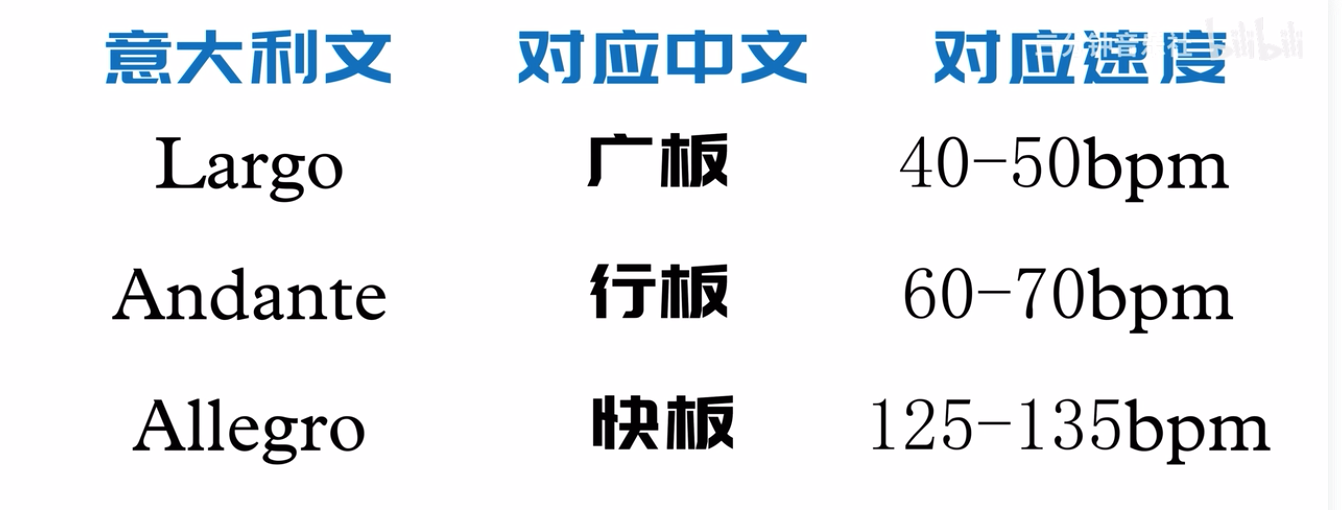 意大利文 对应中文 对应速度
bilibili
Largo 广板 40-50bpm
Andante 行板 60-70bpm
Allegro 快板 125-135bpm